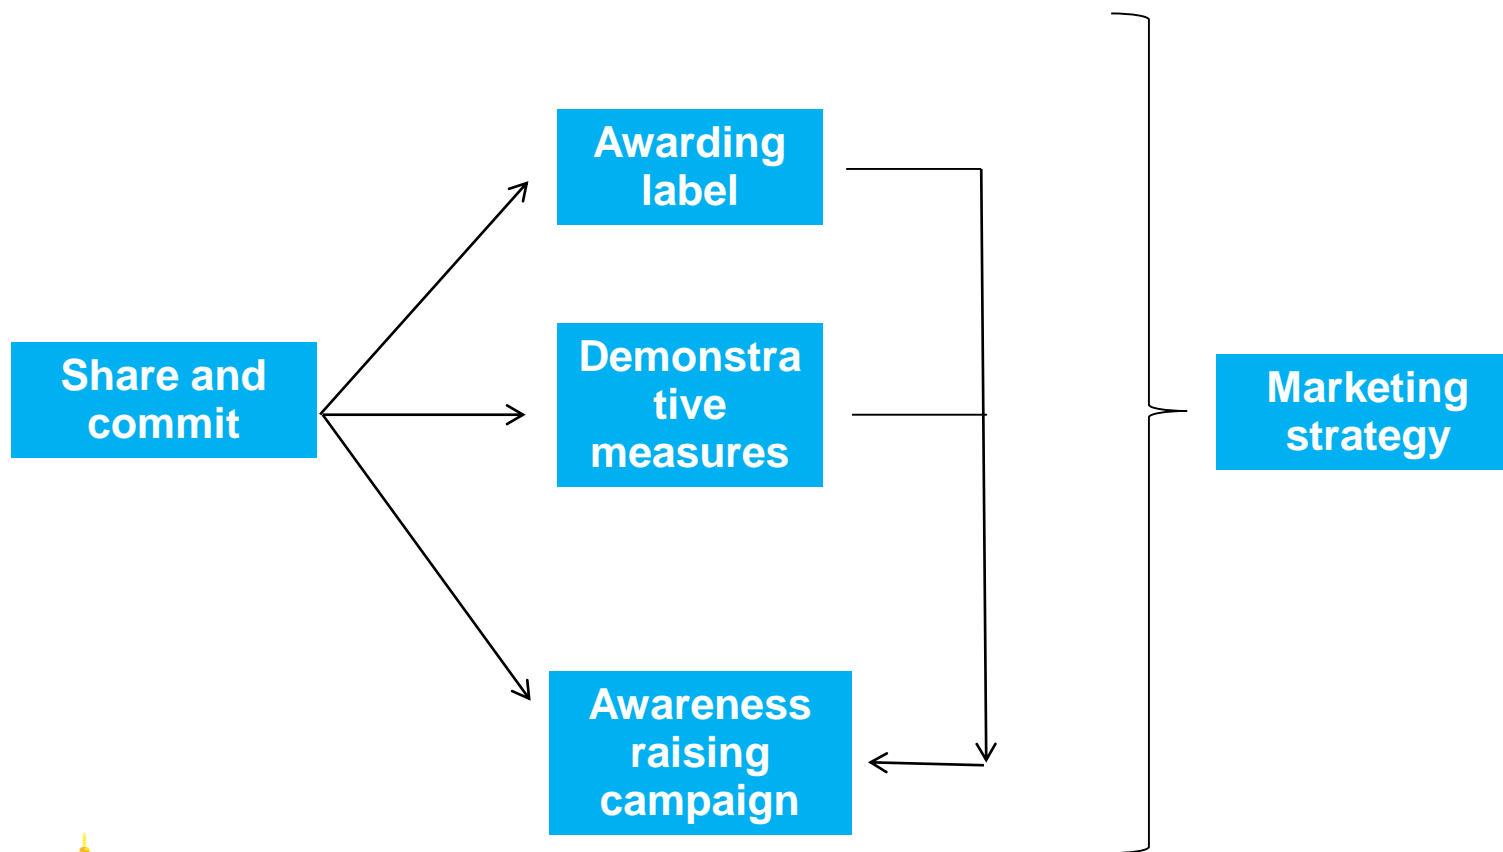 Awarding
label
Share and
commit
Demonstra
tive
measures
Marketing
strategy
Awareness
raising
campaign